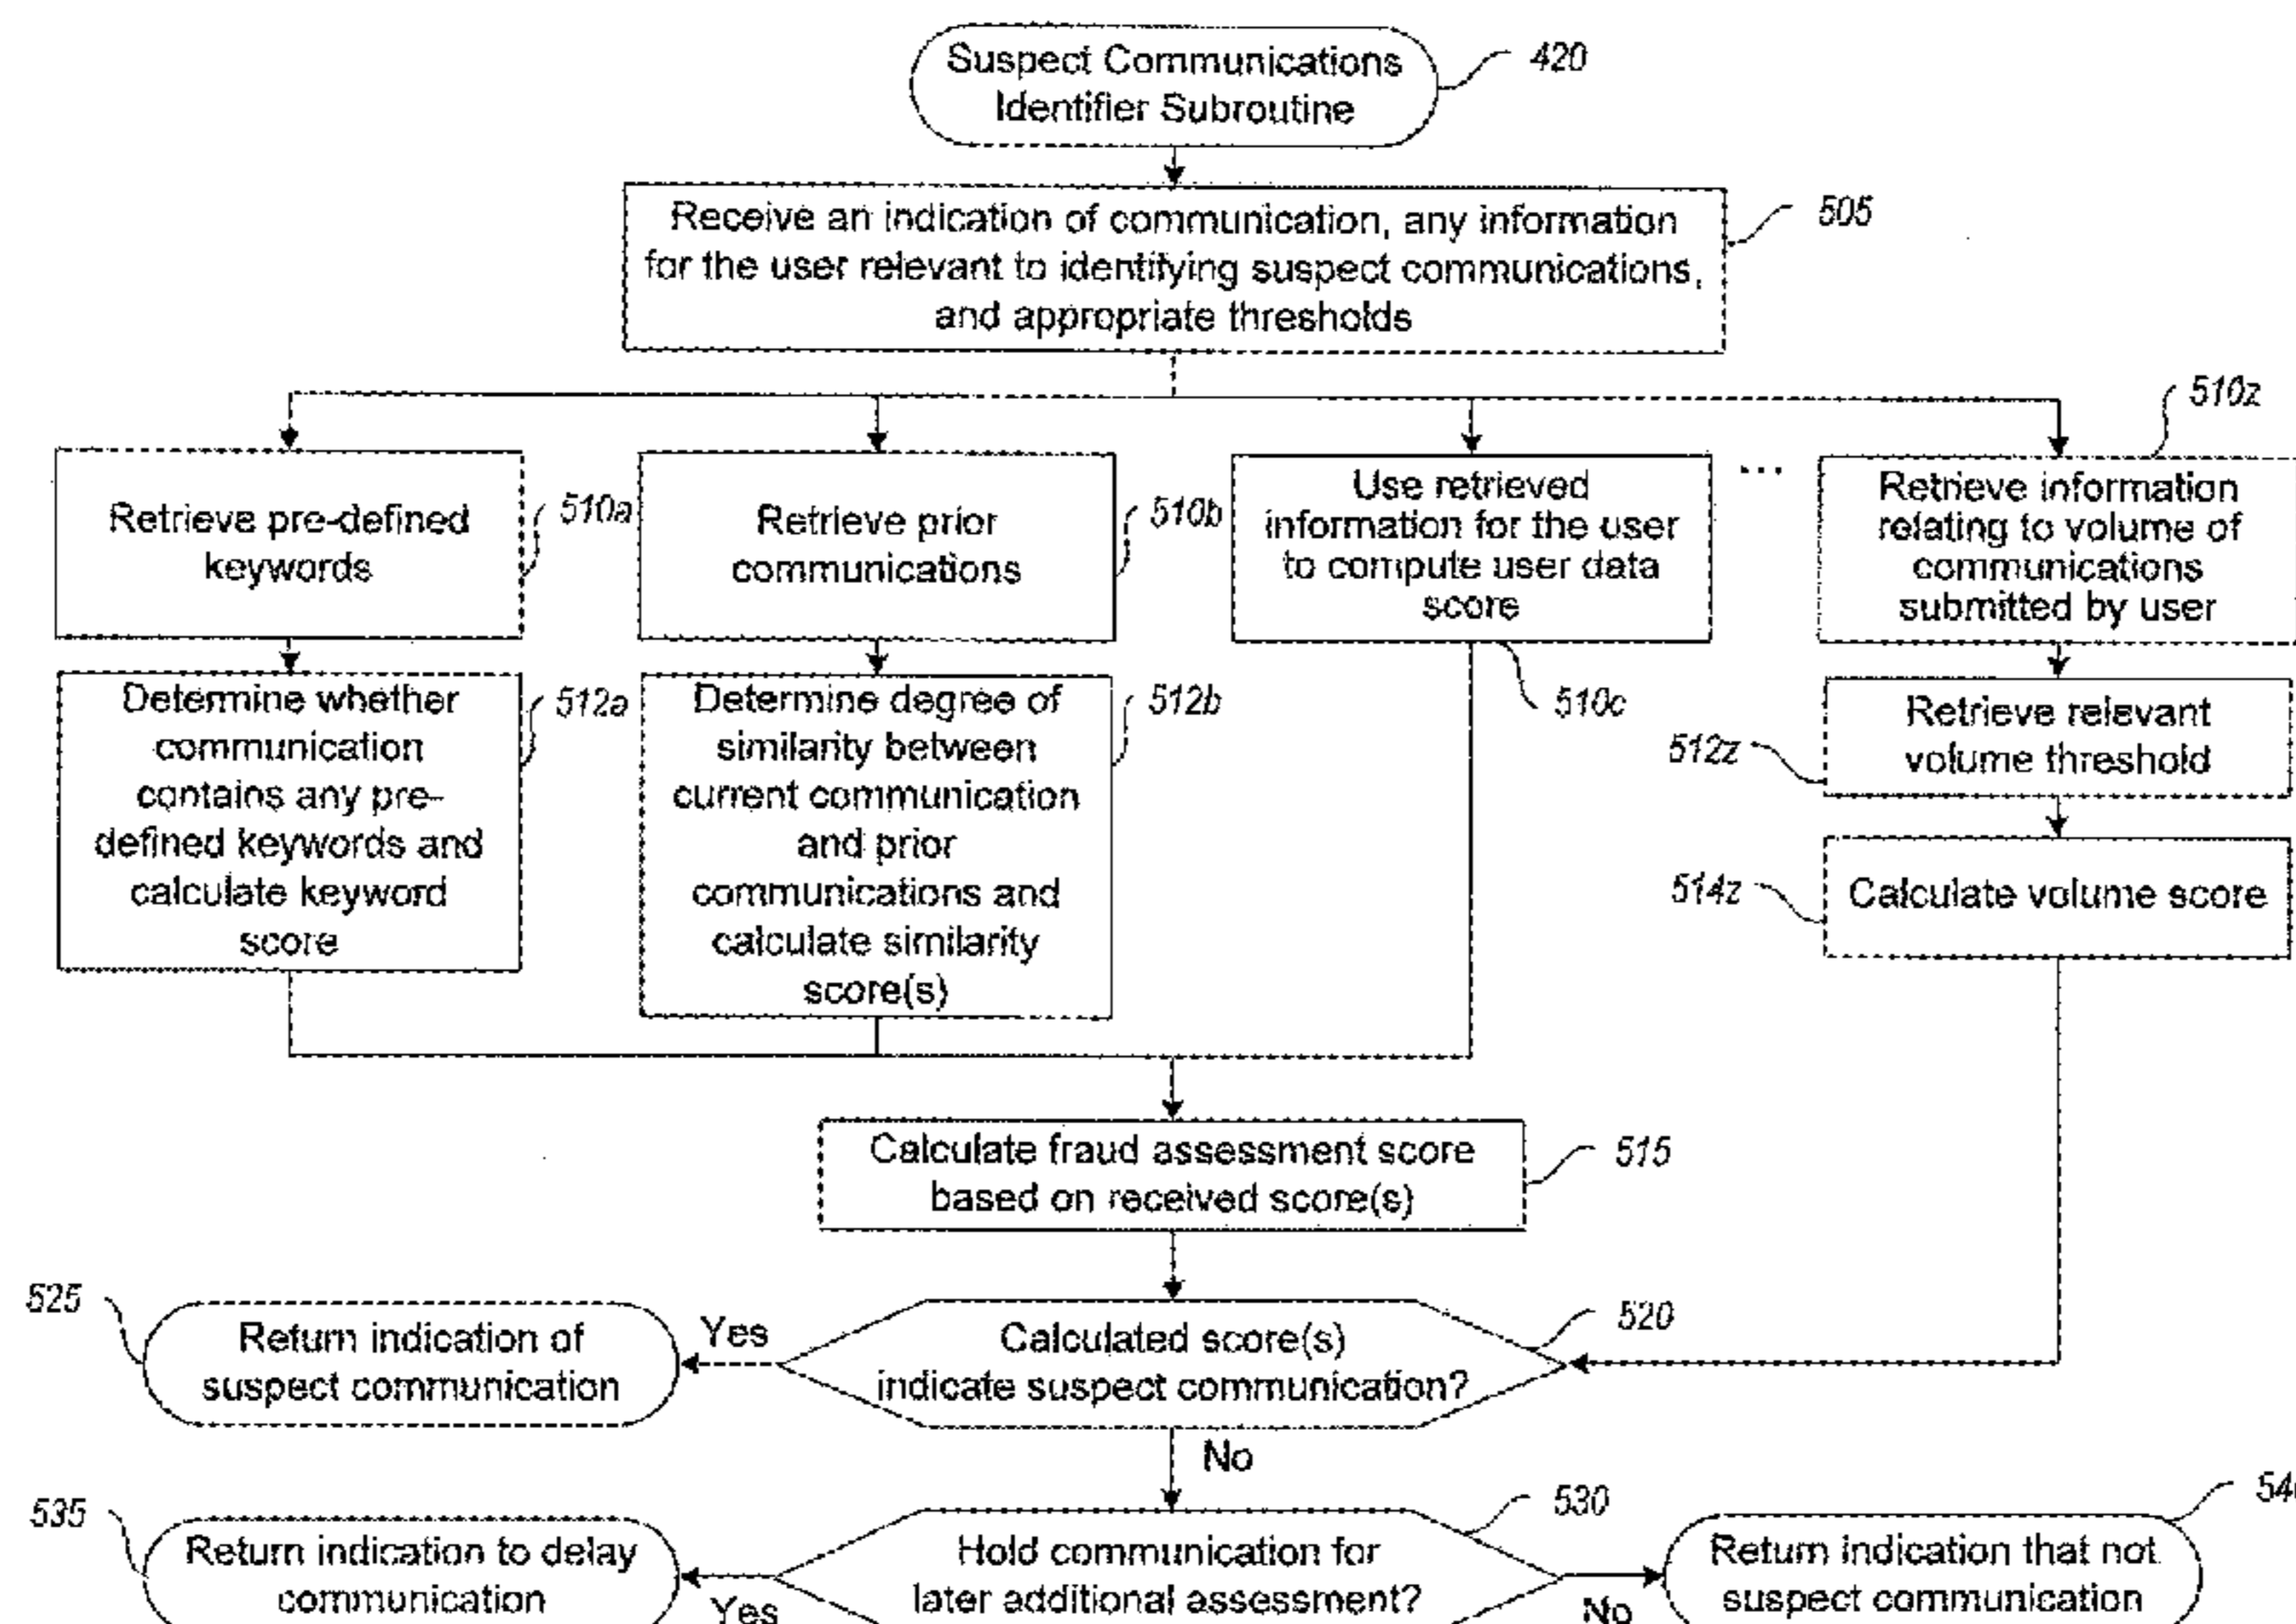 Suspect Communications
Identifier Subroutine
420
Receive an indication of communication, any information
for the user relevant to identifying suspect communications,
and appropriate thresholds
505
Retrieve pre-defined
keywords
510a
Retrieve prior
communications
510b
Use retrieved
information for the user
to compute user data
score
510c
...
Retrieve information
relating to volume of
communications
submitted by user
510z
Determine whether
communication
contains any pre-
defined keywords and
calculate keyword
score
512a
Determine degree of
similarity between
current communication
and prior
communications and
calculate similarity
score(s)
512b
Retrieve relevant
volume threshold
512z
Calculate volume score
514z
Calculate fraud assessment score
based on received score(s)
515
Calculated score(s)
indicate suspect communication?
520
Yes
Return indication of
suspect communication
525
No
Hold communication for
later additional assessment?
530
Yes
Return indication to delay
communication
535
No
Return indication that not
suspect communication